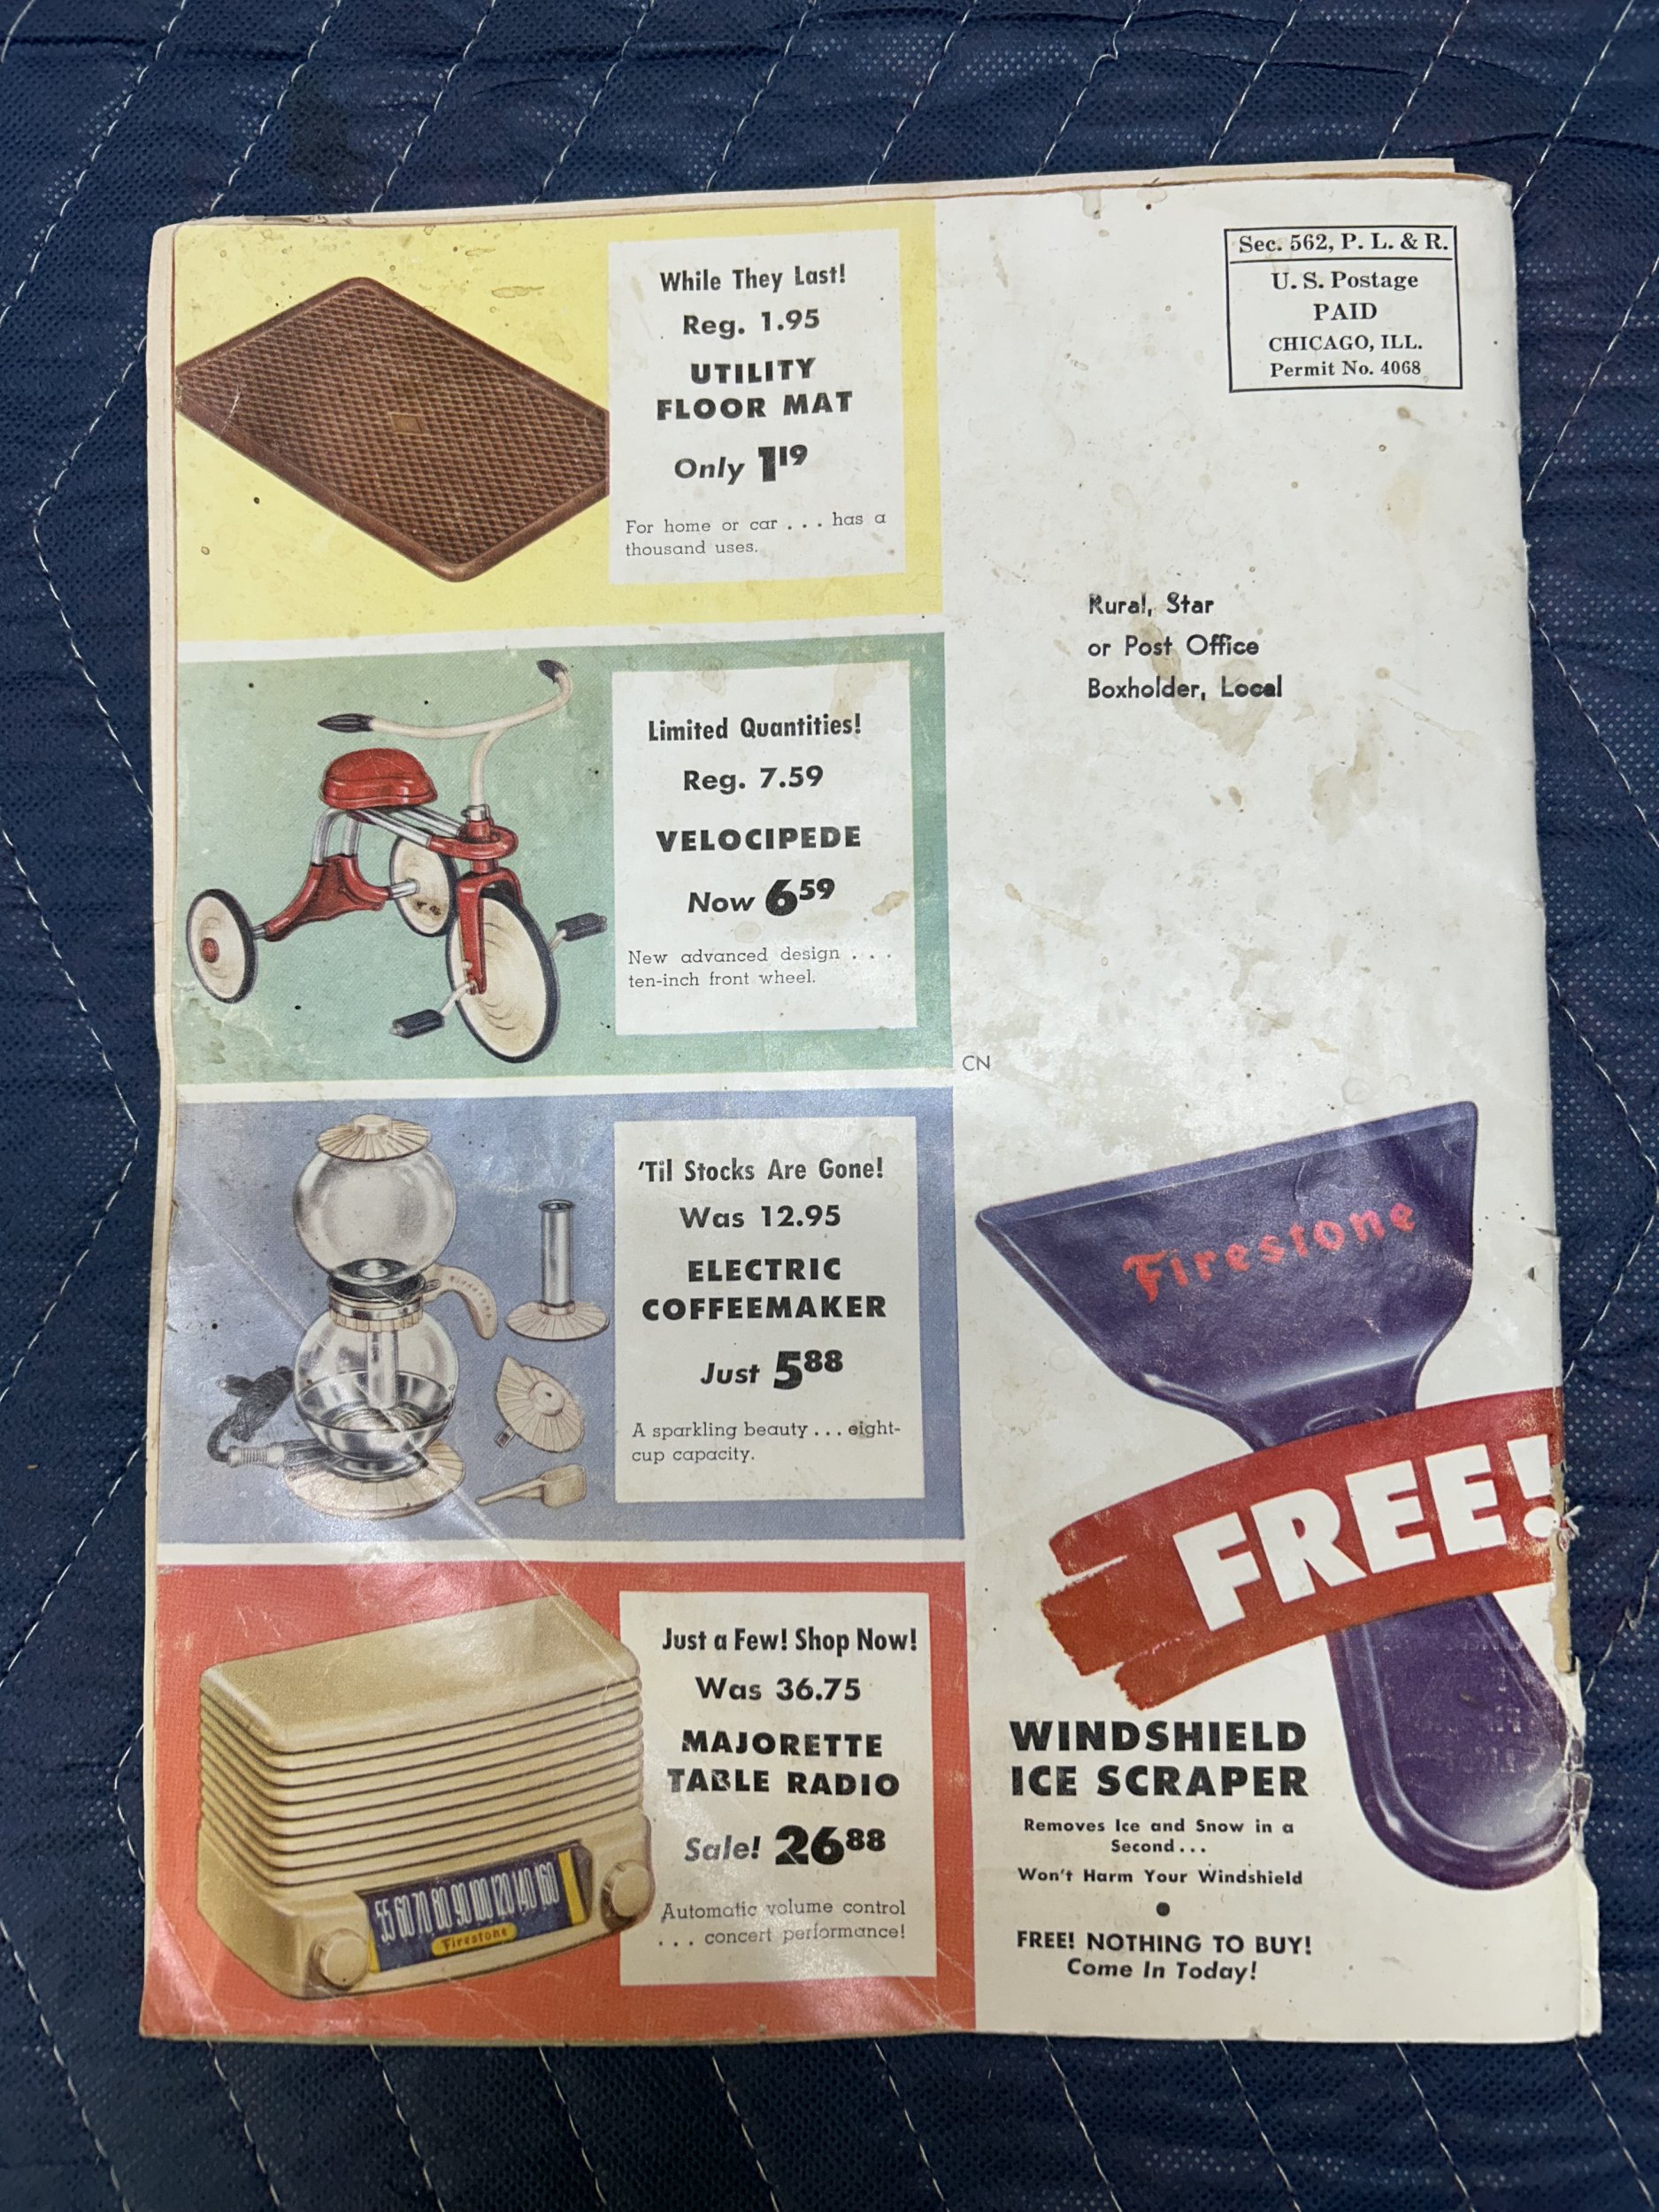 While They Last!
Reg. 1.95
UTILITY
FLOOR MAT
Only 1 19
For home or car . . . has a
thousand uses.
Limited Quantities!
Reg. 7.59
VELOCIPEDE
Now 6 59
New advanced design . . .
ten-inch front wheel.
'Til Stocks Are Gone!
Was 12.95
ELECTRIC
COFFEEMAKER
Just 5 88
A sparkling beauty . . . eight-
cup capacity.
Just a Few! Shop Now!
Was 36.75
MAJORETTE
TABLE RADIO
Sale! 26 88
Automatic volume control
. . . concert performance!
55 60 70 80 90 100 120 140 160
Firestone
Sec. 562, P. L. & R.
U. S. Postage
PAID
CHICAGO, ILL.
Permit No. 4068
Rural, Star
or Post Office
Boxholder, Local
CN
Firestone
FREE!
WINDSHIELD
ICE SCRAPER
Removes Ice and Snow in a
Second . . .
Won't Harm Your Windshield
FREE! NOTHING TO BUY!
Come In Today!